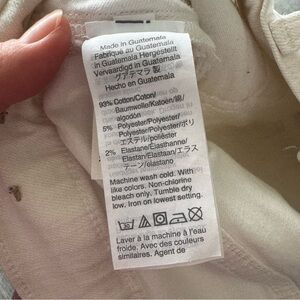 Made in Guatemala
Fabriqué au Guatemala
in Guatemala Hergestellt
Vervaardigd in Guatemala
グアテマラ製
Hecho en Guatemala
93% Cotton/Coton/
Baumwolle/Katoen/綿/
algodón
5% Polyester/Polyester/
Polyester/Polyester/ポリ
エステル/poliéster
2% Elastane/Élasthanne/
Elastan/Elastaan/エラス
テーン/elastano
Machine wash cold. With
like colors. Non-chlorine
bleach only. Tumble dry
low. Iron on lowest setting.
Laver à la machine à l'eau
froide. Avec des couleurs
similaires. Agent de